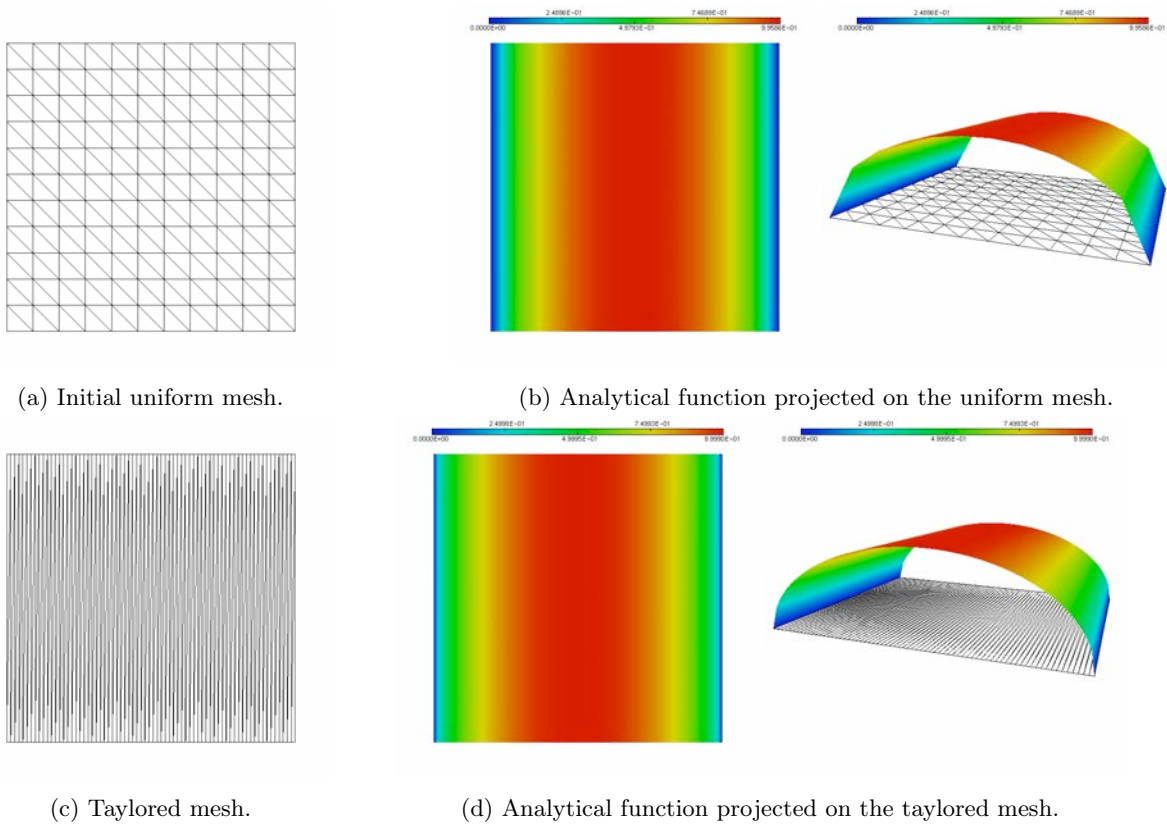 2.4896E-01 7.4689E-01
0.0000E+00 4.9793E-01 9.9586E-01
2.4896E-01 7.4689E-01
0.0000E+00 4.9793E-01 9.9586E-01
(a) Initial uniform mesh.
(b) Analytical function projected on the uniform mesh.
2.4998E-01 7.4993E-01
0.0000E+00 4.9995E-01 9.9990E-01
2.4998E-01 7.4993E-01
0.0000E+00 4.9995E-01 9.9990E-01
(c) Taylored mesh.
(d) Analytical function projected on the taylored mesh.